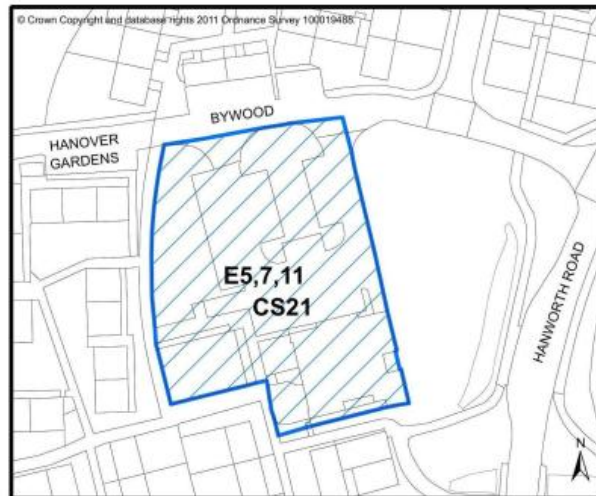 © Crown Copyright and database rights 2011 Ordnance Survey 100019488.
BYWOOD
HANOVER
GARDENS
E5,7,11
CS21
HANWORTH ROAD
N